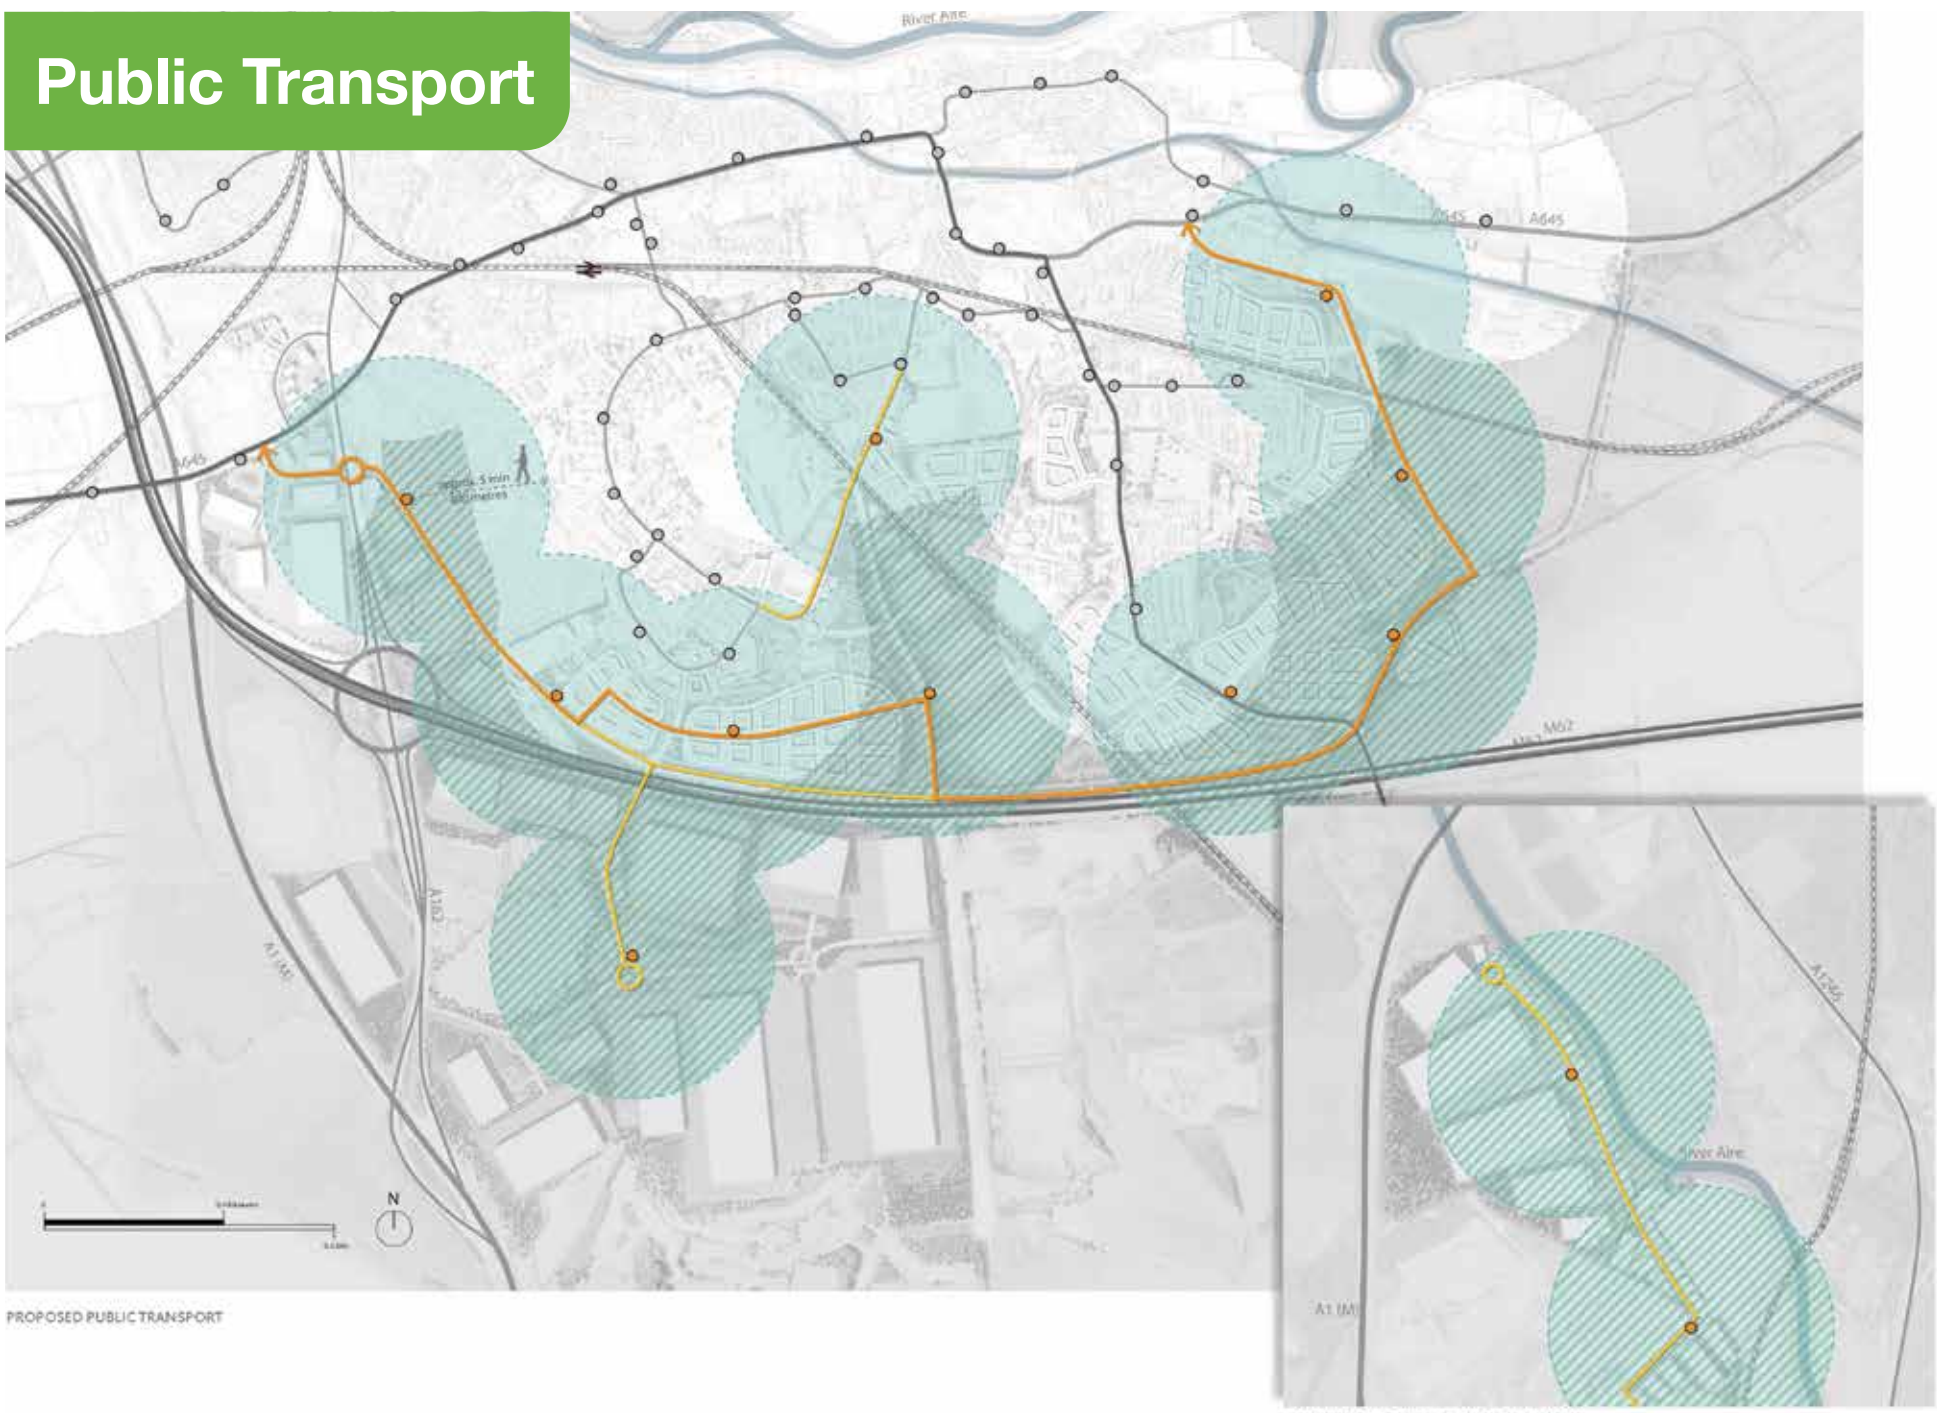 Public Transport
River Aire
A645
A645
A645
5 min
M62
M62
A162
A1 (M)
N
PROPOSED PUBLIC TRANSPORT
A1246
River Aire
A1 (M)